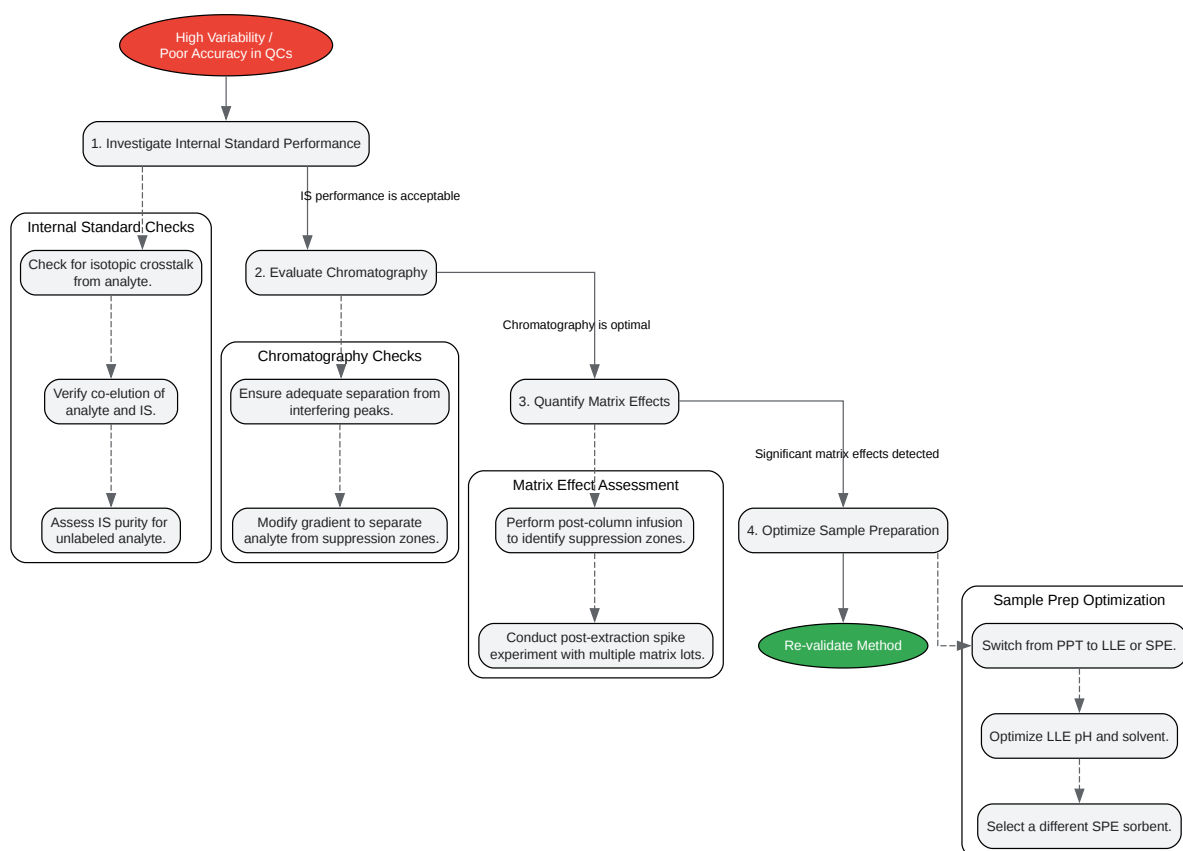 High Variability /
Poor Accuracy in QCs
1. Investigate Internal Standard Performance
IS performance is acceptable
Internal Standard Checks
Check for isotopic crosstalk
from analyte.
Verify co-elution of
analyte and IS.
Assess IS purity for
unlabeled analyte.
2. Evaluate Chromatography
Chromatography is optimal
Chromatography Checks
Ensure adequate separation from
interfering peaks.
Modify gradient to separate
analyte from suppression zones.
3. Quantify Matrix Effects
Significant matrix effects detected
Matrix Effect Assessment
Perform post-column infusion
to identify suppression zones.
Conduct post-extraction spike
experiment with multiple matrix lots.
4. Optimize Sample Preparation
Re-validate Method
Sample Prep Optimization
Switch from PPT to LLE or SPE.
Optimize LLE pH and solvent.
Select a different SPE sorbent.